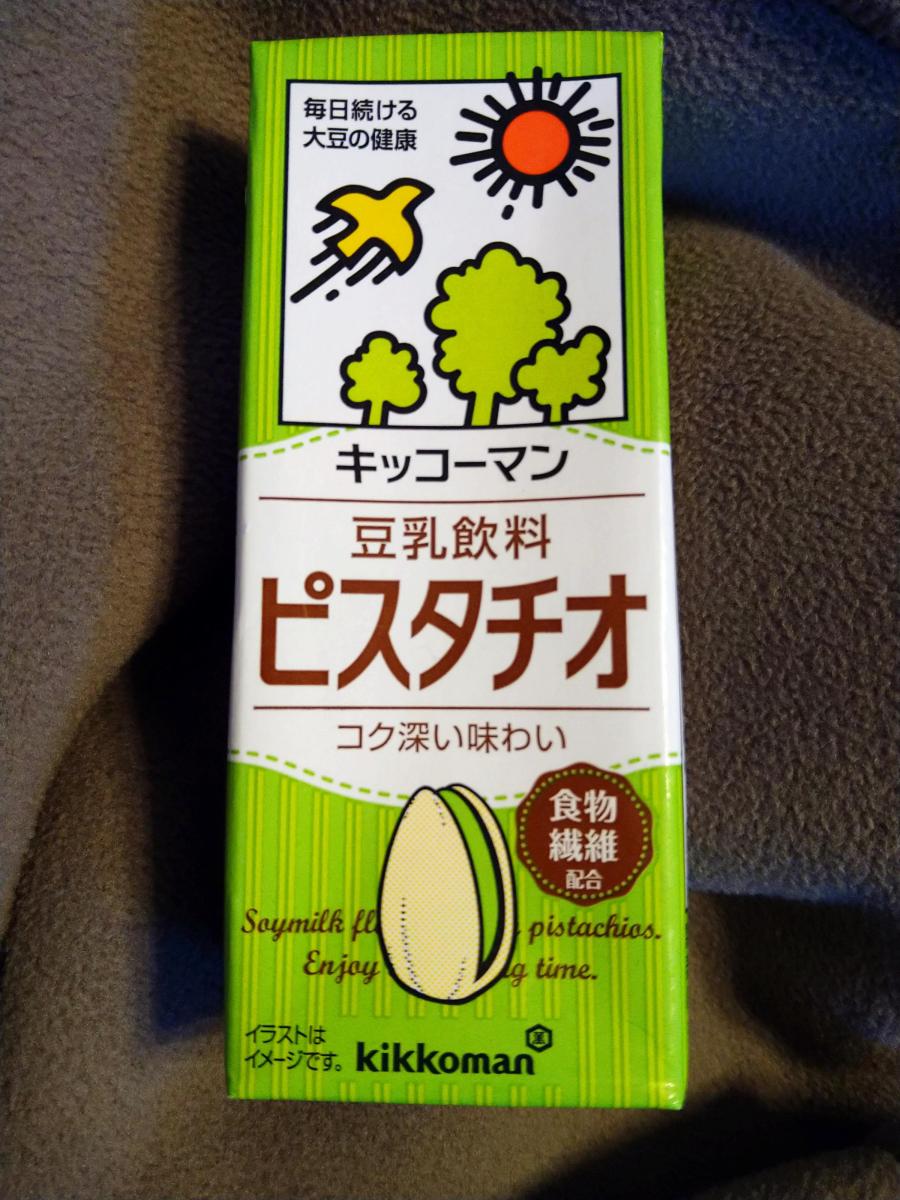 毎日続ける
大豆の健康
キッコーマン
豆乳飲料
ピスタチオ
コク深い味わい
食物
繊維
配合
Soymilk pistachios.
Enjoy time.
イラストは
イメージです。
kikkoman
萬